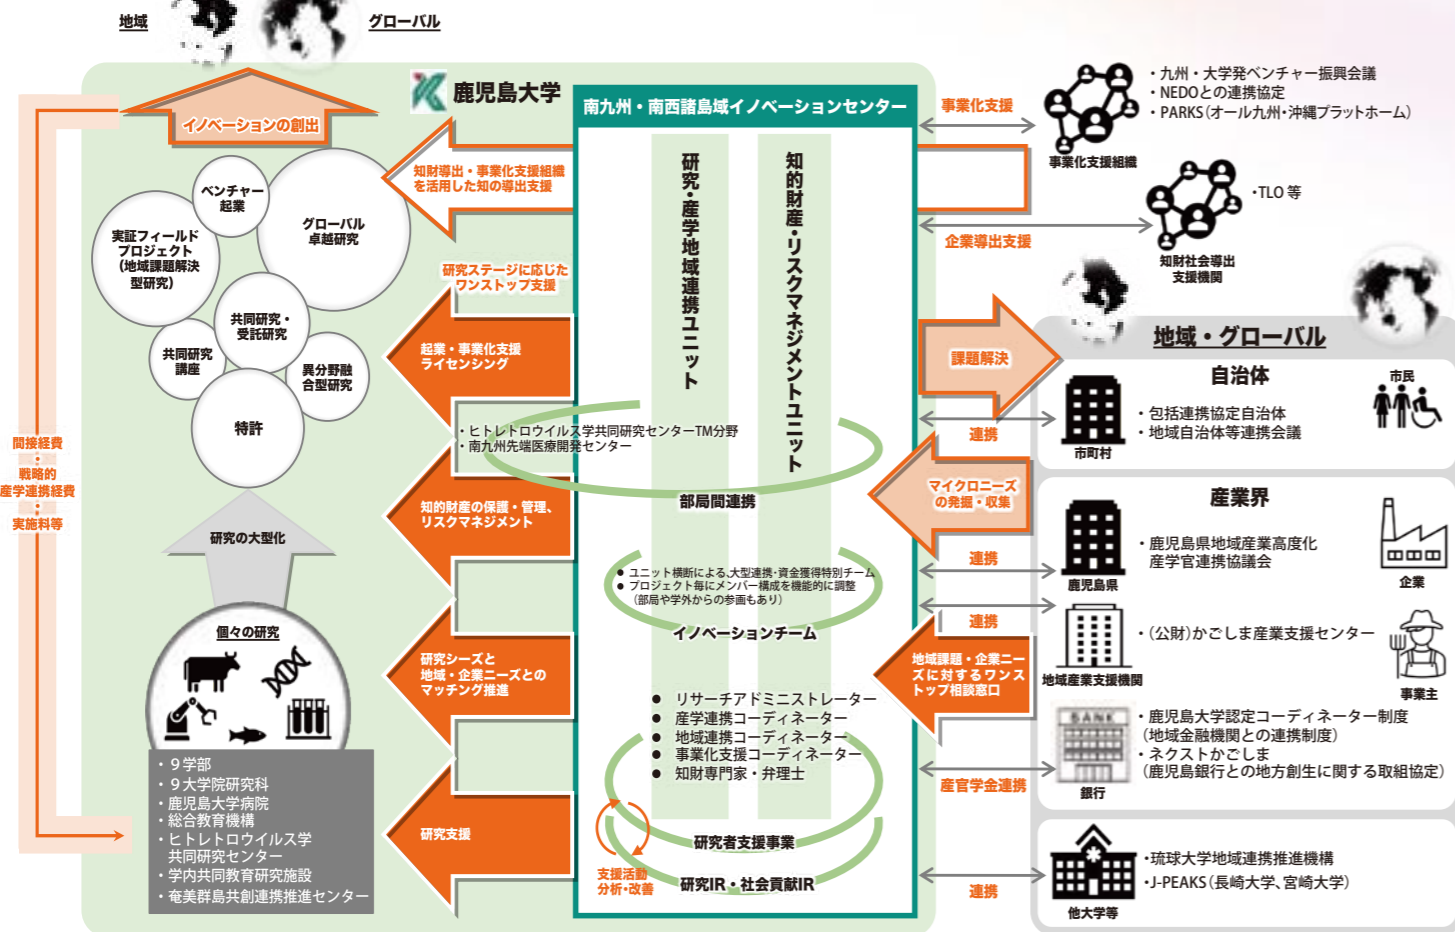 地域
グローバル
鹿児島大学
イノベーションの創出
ベンチャー
起業
グローバル
卓越研究
実証フィールド
プロジェクト
(地域課題解決
型研究)
共同研究・
受託研究
共同研究
講座
異分野融
合型研究
特許
研究の大型化
個々の研究
・９学部
・９大学院研究科
・鹿児島大学病院
・総合教育機構
・ヒトレトロウイルス学
共同研究センター
・学内共同教育研究施設
・奄美群島共創連携推進センター
間接経費
・
戦略的
産学連携経費
・
実施料等
知財導出・事業化支援組織
を活用した知の導出支援
研究ステージに応じた
ワンストップ支援
起業・事業化支援
ライセンシング
知的財産の保護・管理、
リスクマネジメント
研究シーズと
地域・企業ニーズとの
マッチング推進
研究支援
南九州・南西諸島域イノベーションセンター
研究・産学地域連携ユニット
知的財産・リスクマネジメントユニット
・ヒトレトロウイルス学共同研究センターTM分野
・南九州先端医療開発センター
部局間連携
● ユニット横断による、大型連携・資金獲得特別チーム
● プロジェクト毎にメンバー構成を機能的に調整
(部局や学外からの参画もあり)
イノベーションチーム
● リサーチアドミニストレーター
● 産学連携コーディネーター
● 地域連携コーディネーター
● 事業化支援コーディネーター
● 知財専門家・弁理士
研究者支援事業
支援活動
分析・改善
研究IR・社会貢献IR
事業化支援
事業化支援組織
・九州・大学発ベンチャー振興会議
・NEDOとの連携協定
・PARKS(オール九州・沖縄プラットホーム)
企業導出支援
・TLO 等
知財社会導出
支援機関
課題解決
連携
マイクロニーズ
の発掘・収集
連携
連携
地域課題・企業ニー
ズに対するワンス
トップ相談窓口
産官学金連携
連携
地域・グローバル
自治体
市民
・包括連携協定自治体
・地域自治体等連携会議
市町村
産業界
・鹿児島県地域産業高度化
産学官連携協議会
鹿児島県
企業
・(公財)かごしま産業支援センター
地域産業支援機関
事業主
BANK
・鹿児島大学認定コーディネーター制度
(地域金融機関との連携制度)
・ネクストかごしま
(鹿児島銀行との地方創生に関する取組協定)
銀行
・琉球大学地域連携推進機構
・J-PEAKS(長崎大学、宮崎大学)
他大学等